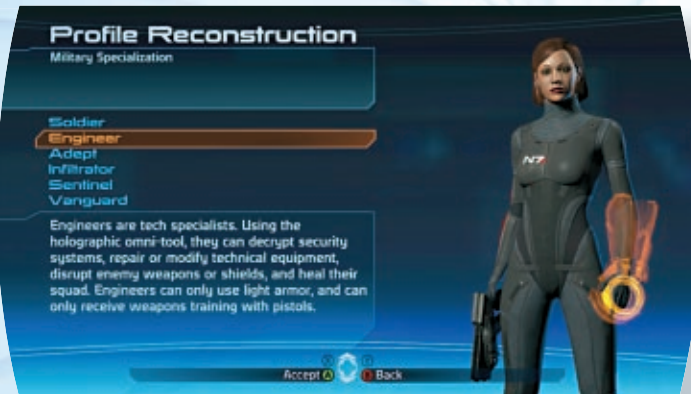 Profile Reconstruction
Military Specialization
Soldier
Engineer
Adept
Infiltrator
Sentinel
Vanguard
Engineers are tech specialists. Using the
holographic omni-tool, they can decrypt security
systems, repair or modify technical equipment,
disrupt enemy weapons or shields, and heal their
squad. Engineers can only use light armor, and can
only receive weapons training with pistols.
N7
X Y
Accept A B Back